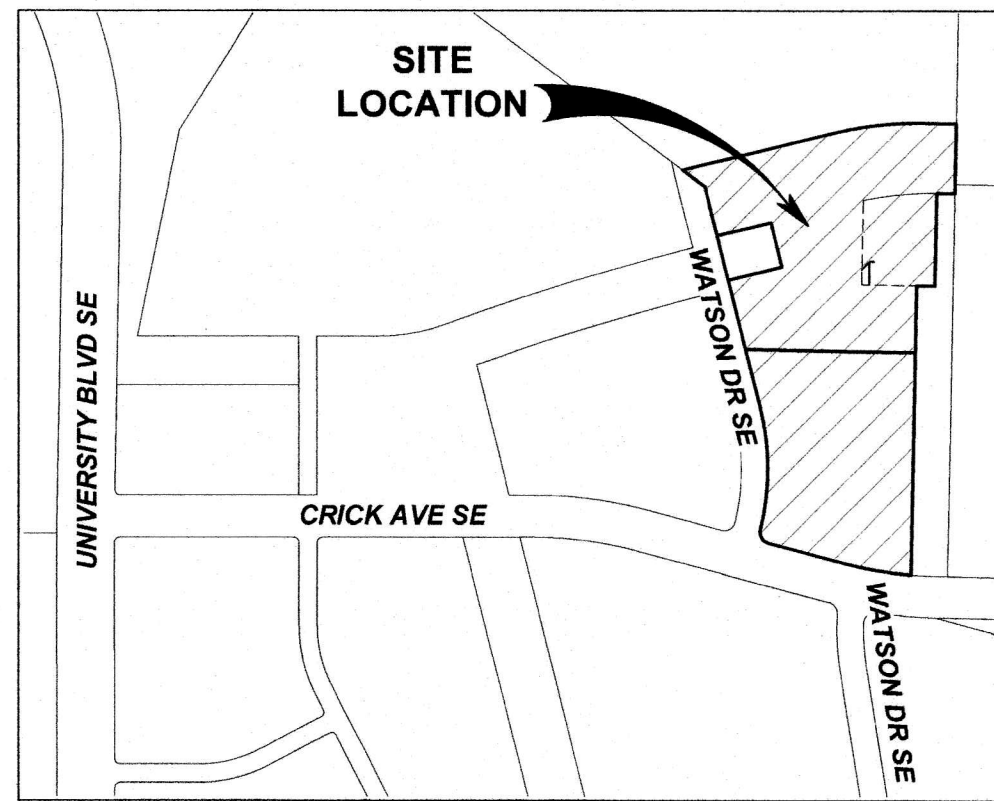 SITE
LOCATION
WATSON DR SE
UNIVERSITY BLVD SE
CRICK AVE SE
WATSON DR SE